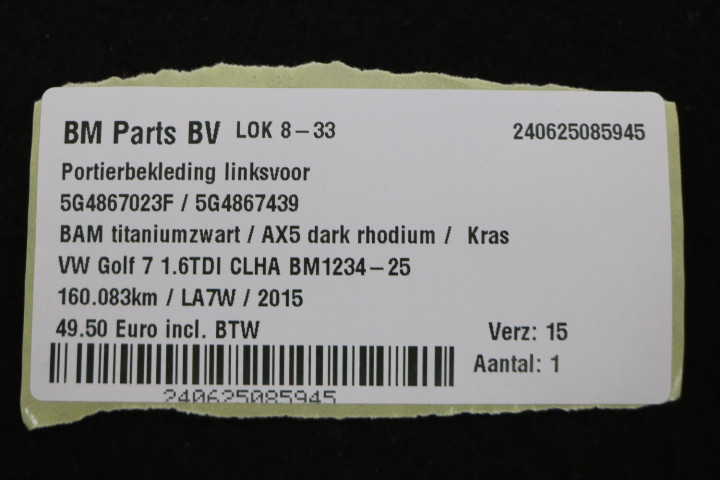 BM Parts BV LOK 8-33 240625085945
Portierbekleding linksvoor
5G4867023F / 5G4867439
BAM titaniumzwart / AX5 dark rhodium / Kras
VW Golf 7 1.6TDI CLHA BM1234-25
160.083km / LA7W / 2015
49.50 Euro incl. BTW Verz: 15
Aantal: 1
240625085945